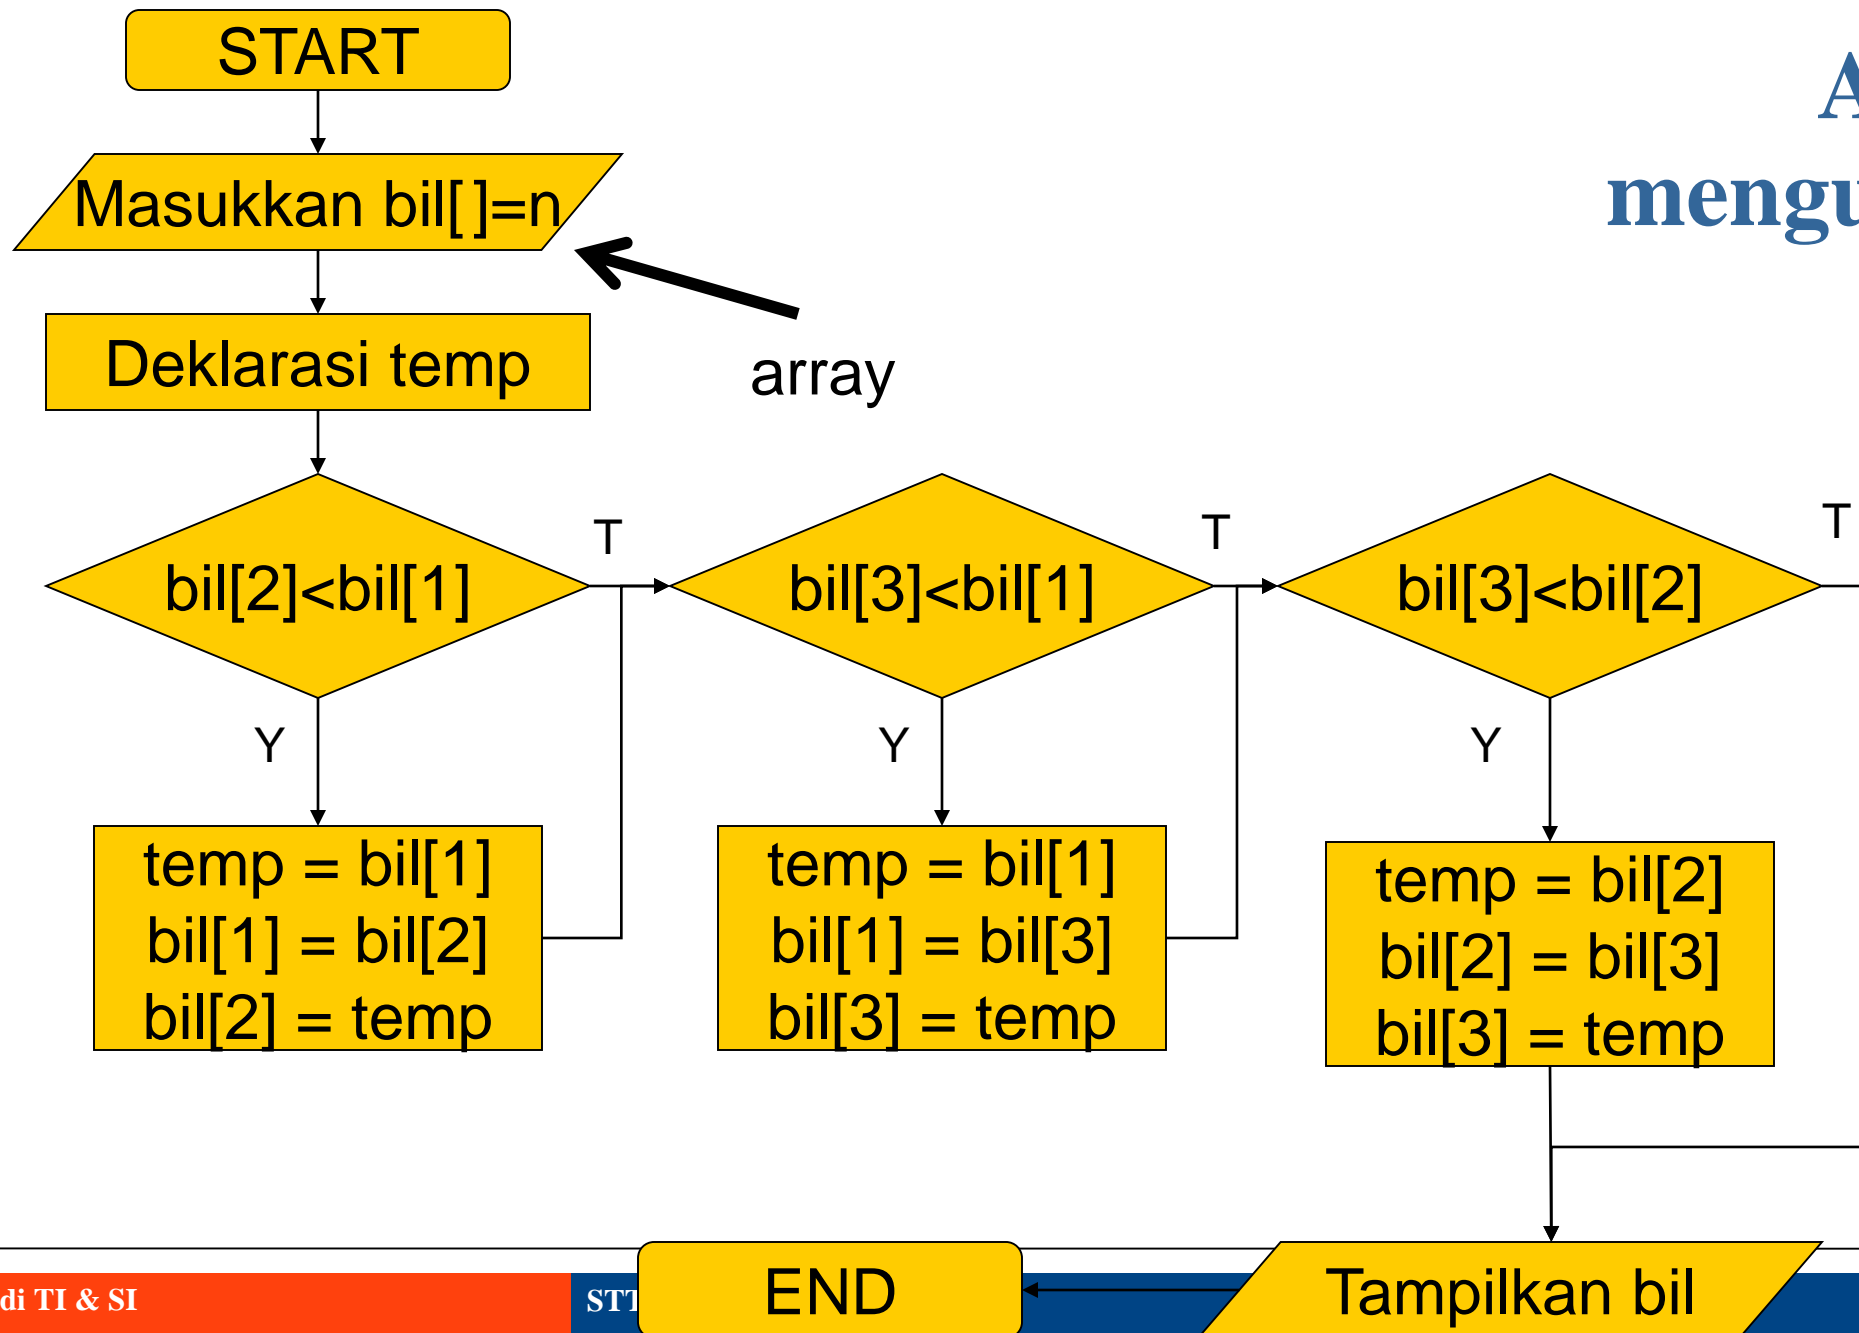 START
A
mengu
Masukkan bil[]=n
Deklarasi temp
array
bil[2]<bil[1]
T
bil[3]<bil[1]
T
bil[3]<bil[2]
T
Y
Y
Y
temp = bil[1]
bil[1] = bil[2]
bil[2] = temp
temp = bil[1]
bil[1] = bil[3]
bil[3] = temp
temp = bil[2]
bil[2] = bil[3]
bil[3] = temp
di TI & SI
STT
END
Tampilkan bil